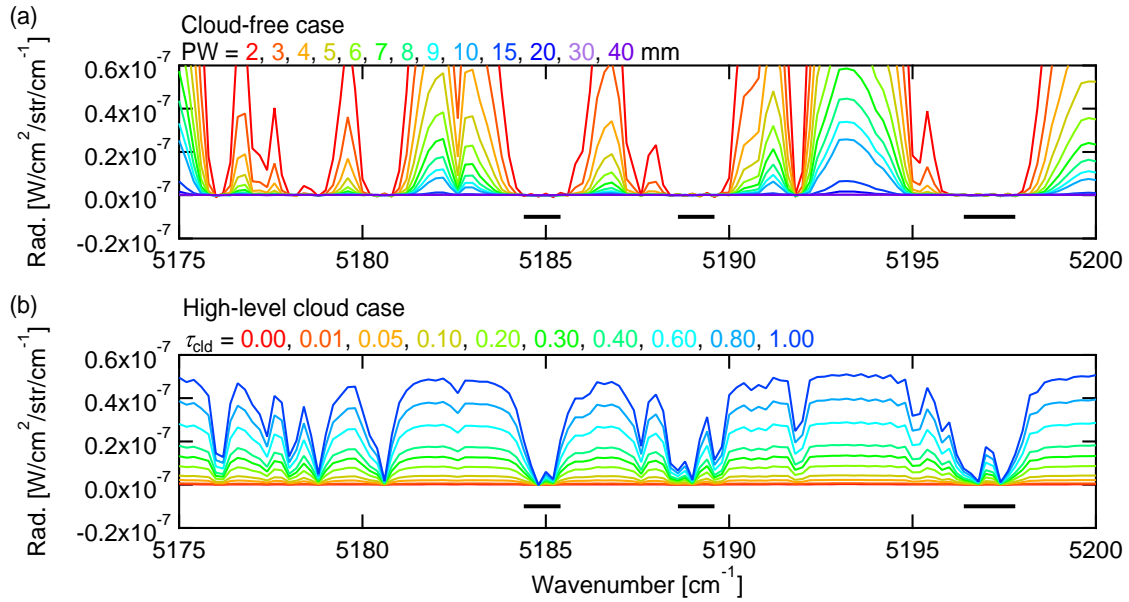 (a)
Cloud-free case
PW = 2, 3, 4, 5, 6, 7, 8, 9, 10, 15, 20, 30, 40 mm
Rad. [W/cm²/str/cm⁻¹]
0.6x10⁻⁷
0.4x10⁻⁷
0.2x10⁻⁷
0.0x10⁻⁷
-0.2x10⁻⁷
5175 5180 5185 5190 5195 5200
(b)
High-level cloud case
τcld = 0.00, 0.01, 0.05, 0.10, 0.20, 0.30, 0.40, 0.60, 0.80, 1.00
Rad. [W/cm²/str/cm⁻¹]
0.6x10⁻⁷
0.4x10⁻⁷
0.2x10⁻⁷
0.0x10⁻⁷
-0.2x10⁻⁷
5175 5180 5185 5190 5195 5200
Wavenumber [cm⁻¹]